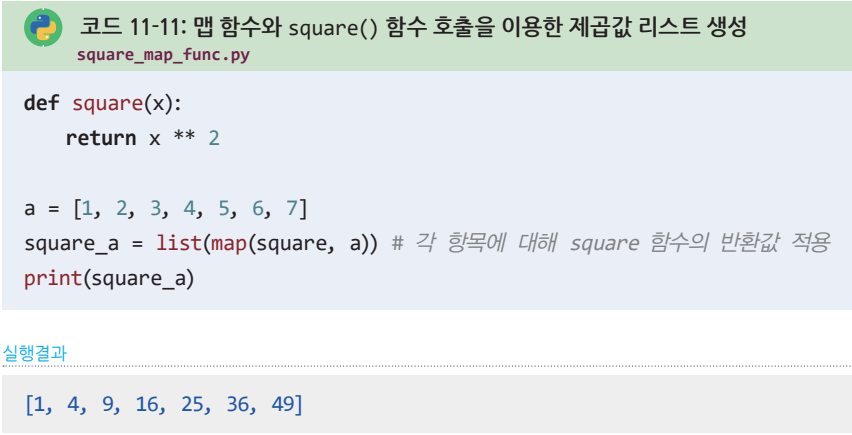 코드 11-11: 맵 함수와 square() 함수 호출을 이용한 제곱값 리스트 생성
square_map_func.py
def square(x):
    return x ** 2
a = [1, 2, 3, 4, 5, 6, 7]
square_a = list(map(square, a)) # 각 항목에 대해 square 함수의 반환값 적용
print(square_a)
실행결과
[1, 4, 9, 16, 25, 36, 49]